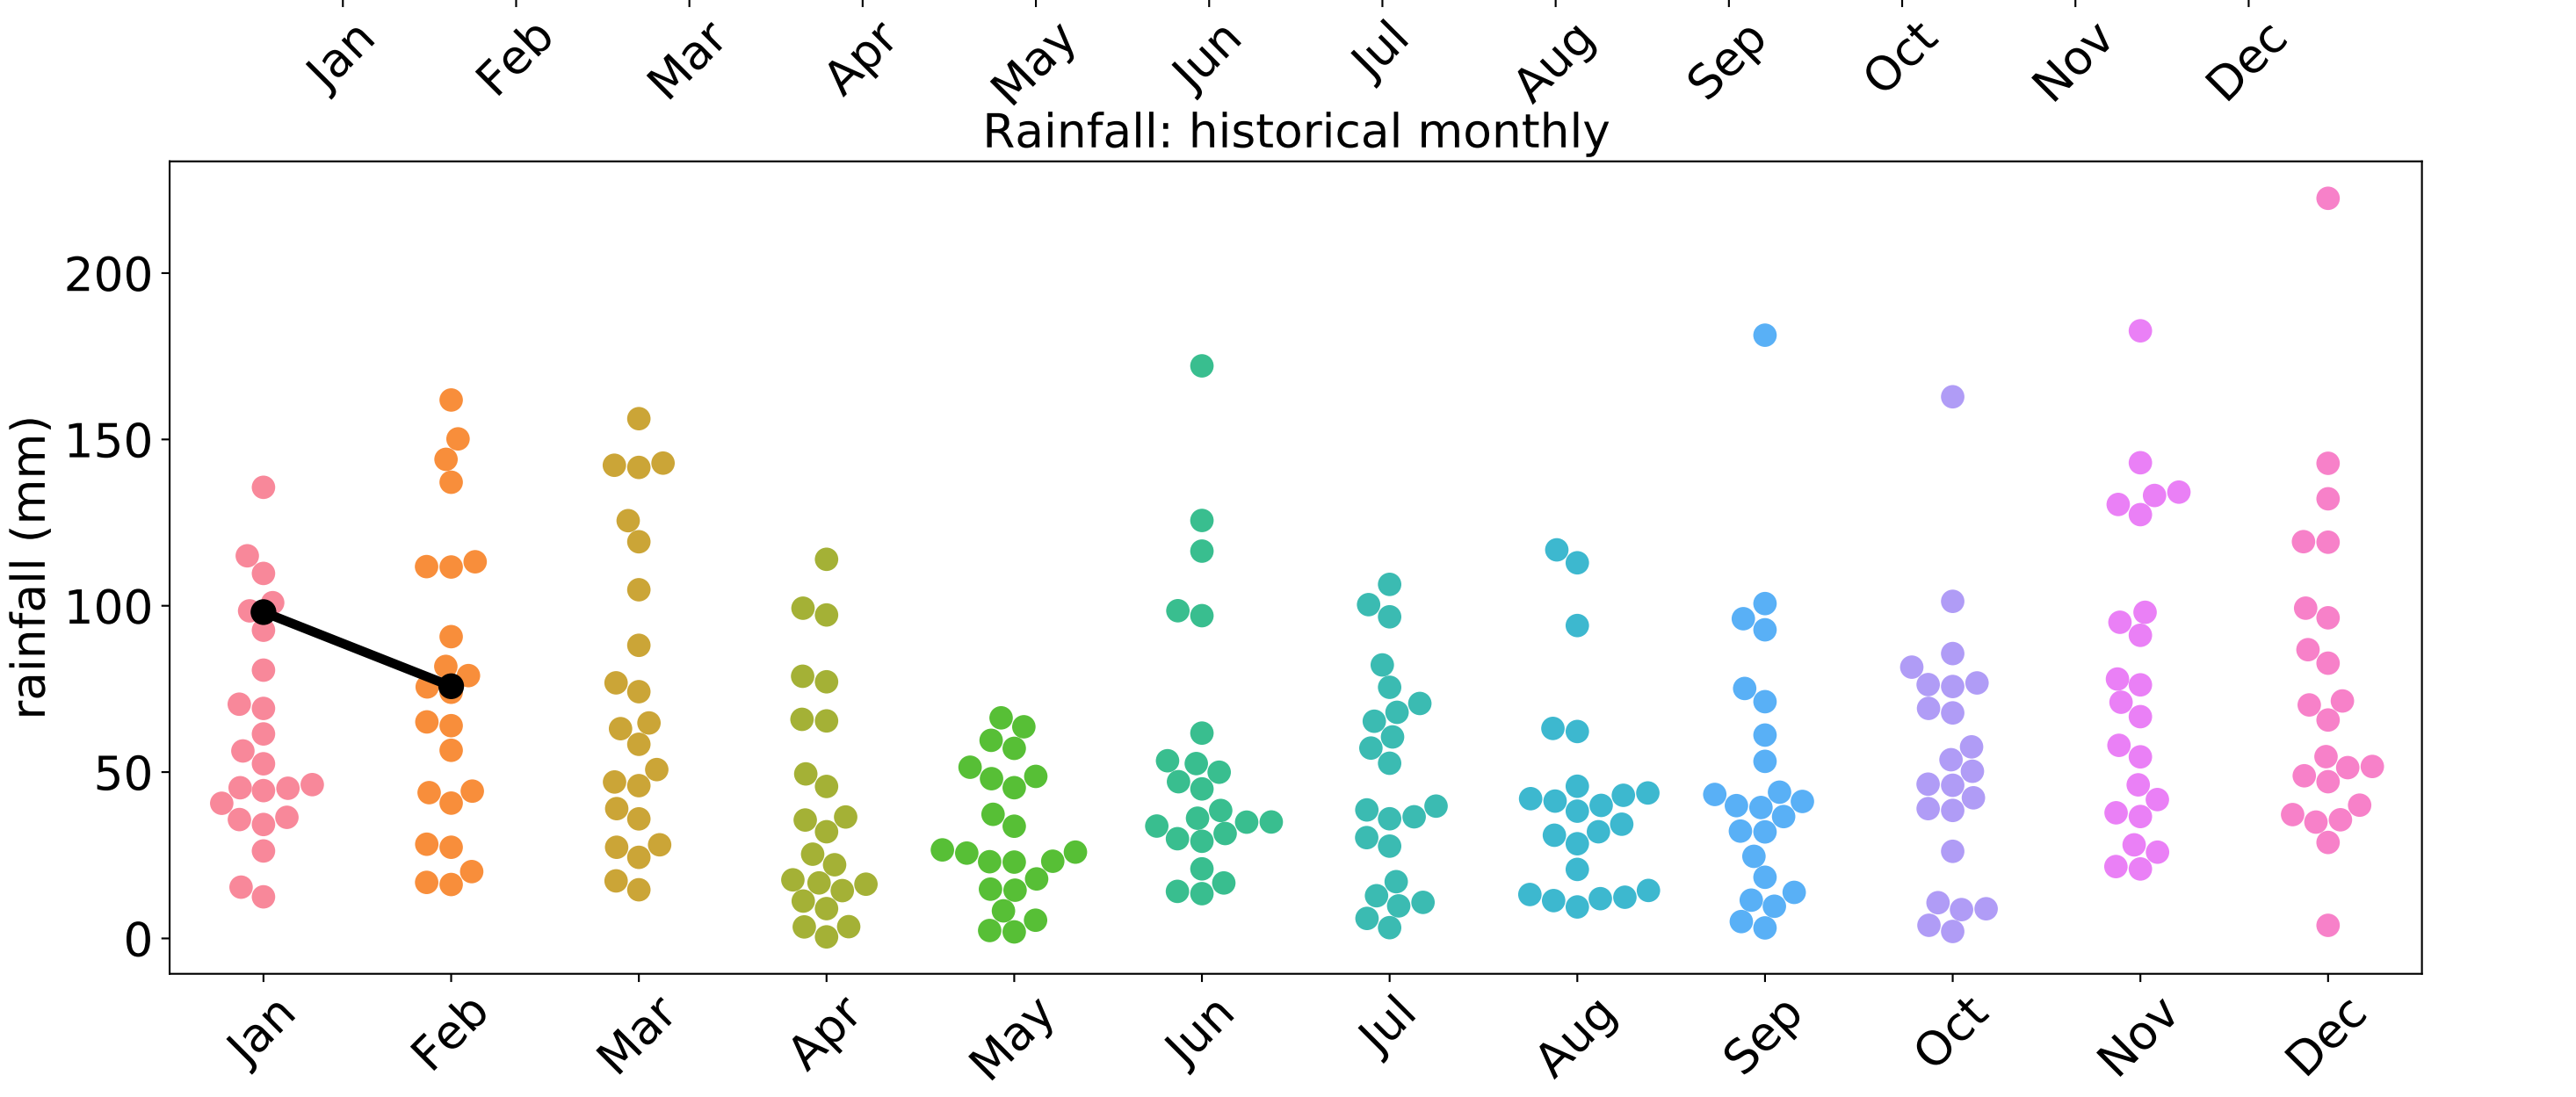 Jan Feb Mar Apr May Jun Jul Aug Sep Oct Nov Dec
Rainfall: historical monthly
rainfall (mm)
200
150
100
50
0
Jan Feb Mar Apr May Jun Jul Aug Sep Oct Nov Dec